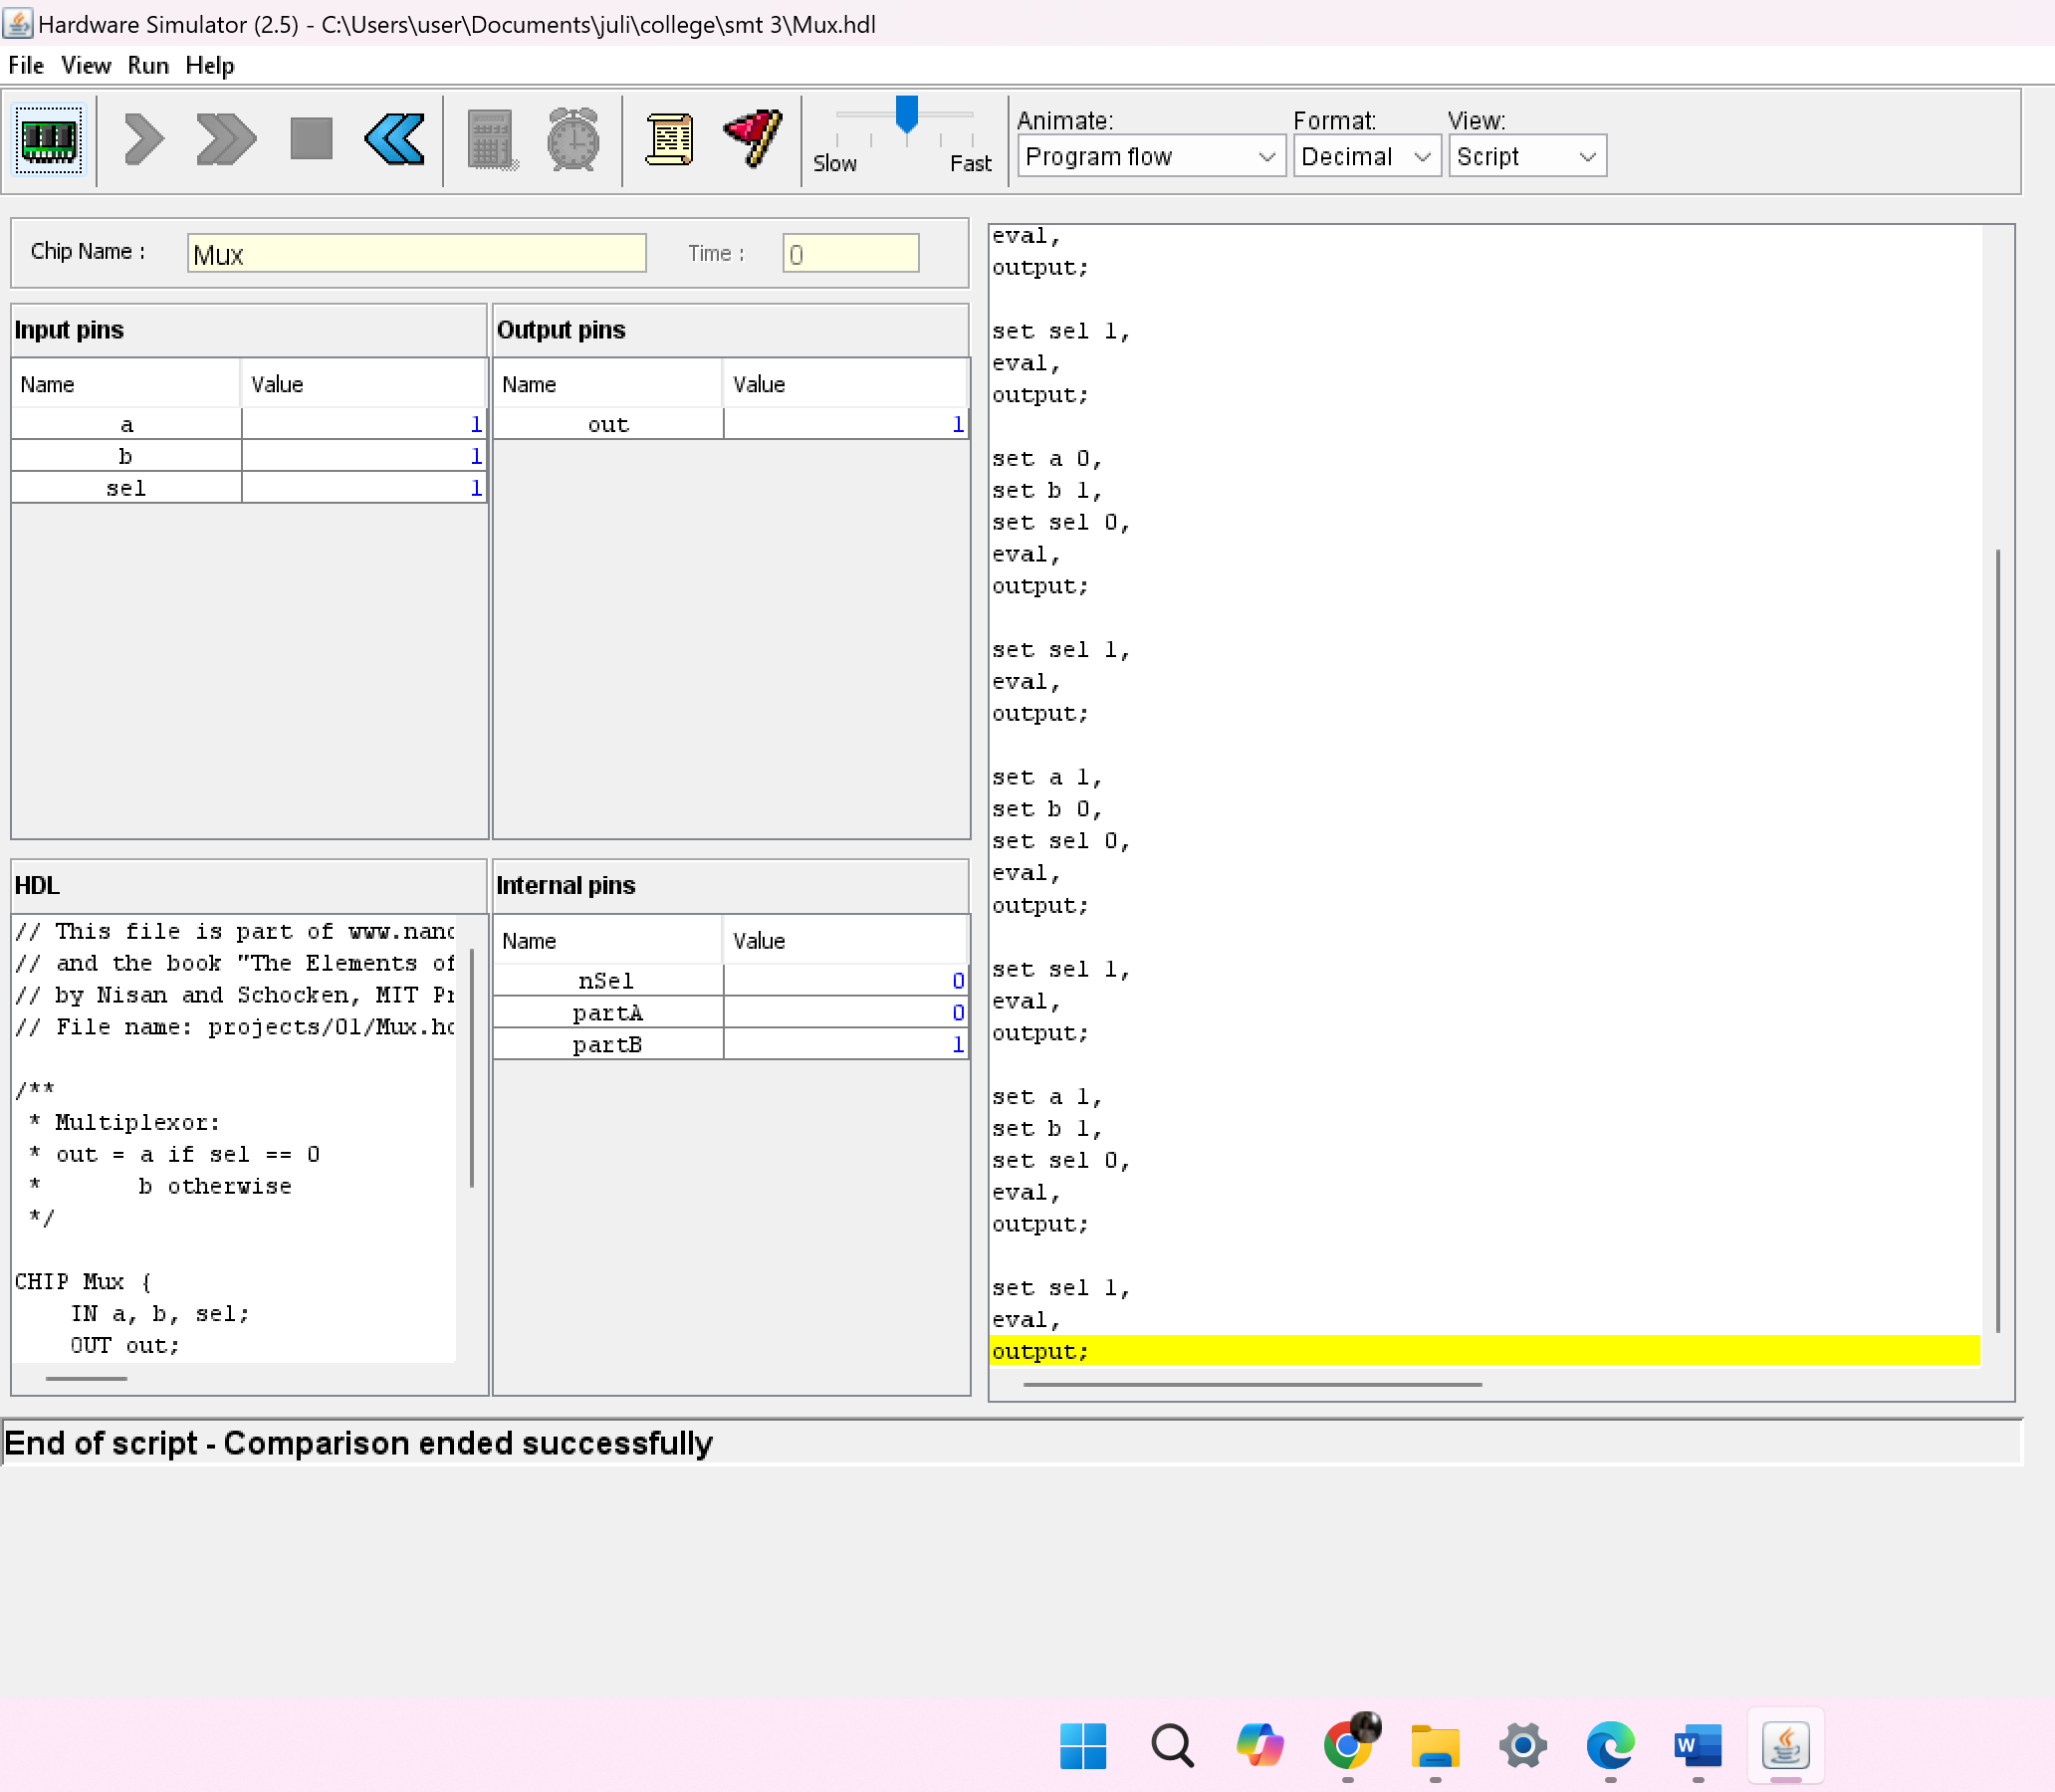 Hardware Simulator (2.5) - C:\Users\user\Documents\juli\college\smt 3\Mux.hdl
File View Run Help
Animate: Format: View:
Slow Fast Program flow Decimal Script
Chip Name : Mux Time : 0
Input pins Output pins
Name Value Name Value
a 1 out 1
b 1
sel 1
HDL Internal pins
// This file is part of www.nand
// and the book "The Elements of
// by Nisan and Schocken, MIT Pr
// File name: projects/01/Mux.hd
/**
* Multiplexor:
* out = a if sel == 0
* b otherwise
*/
CHIP Mux {
IN a, b, sel;
OUT out;
Name Value
nSel 0
partA 0
partB 1
eval,
output;
set sel 1,
eval,
output;
set a 0,
set b 1,
set sel 0,
eval,
output;
set sel 1,
eval,
output;
set a 1,
set b 0,
set sel 0,
eval,
output;
set sel 1,
eval,
output;
set a 1,
set b 1,
set sel 0,
eval,
output;
set sel 1,
eval,
output;
End of script - Comparison ended successfully
W